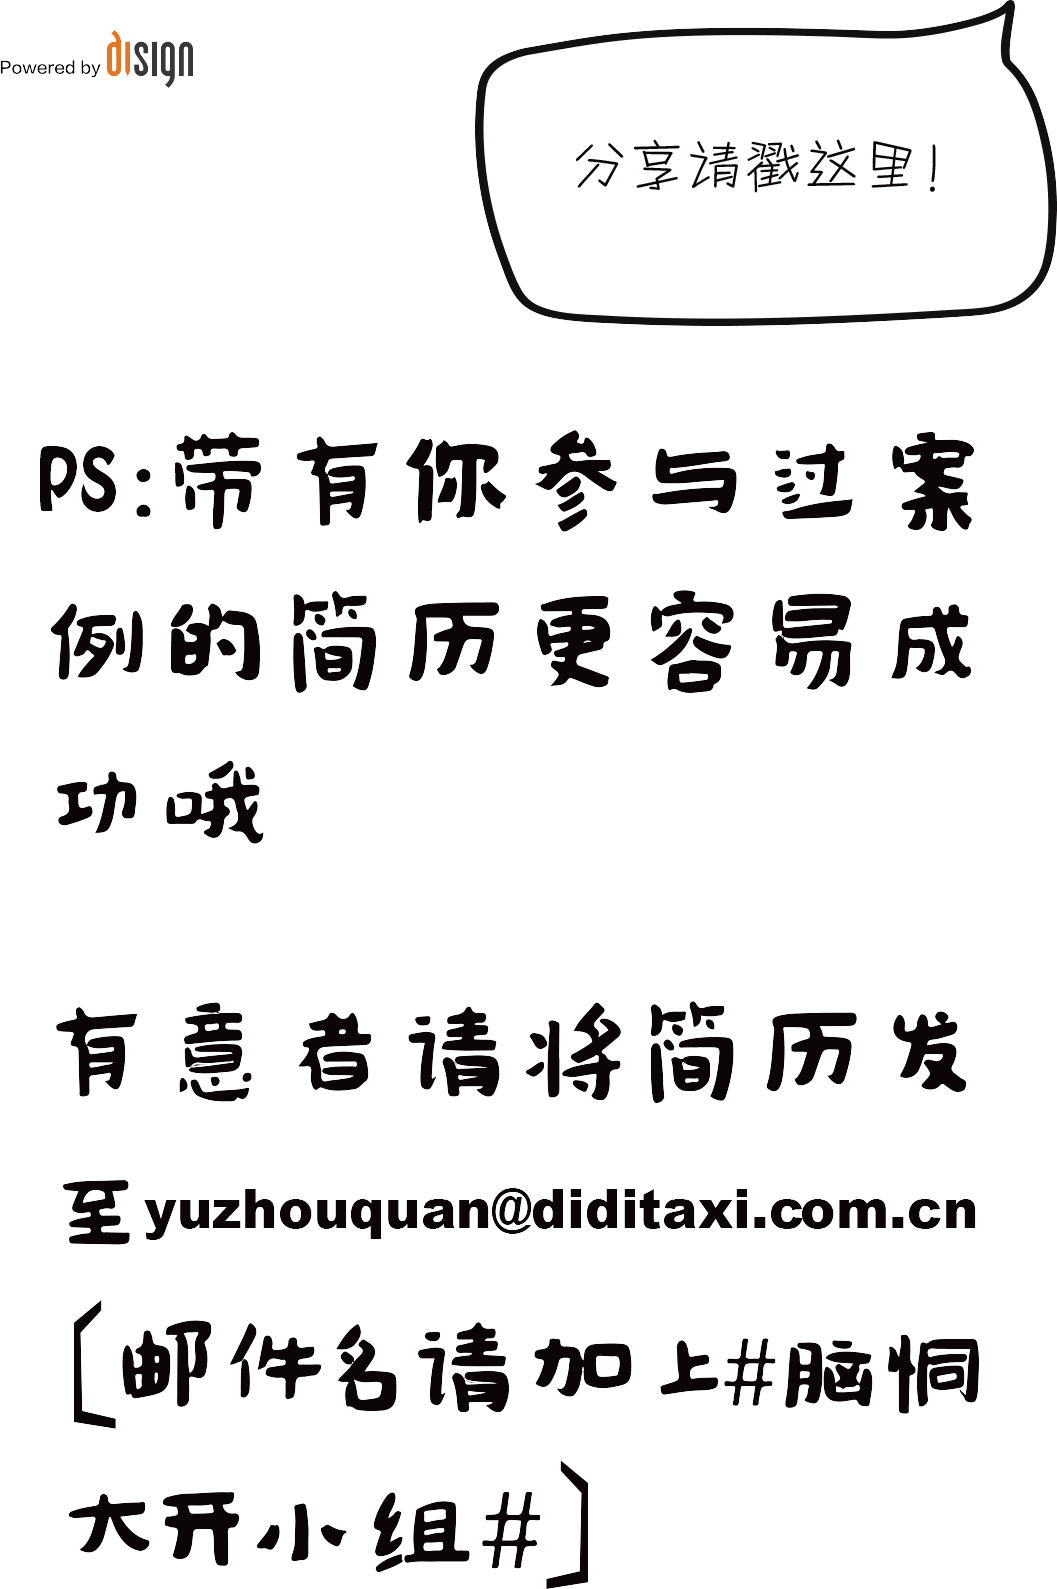 Powered by disign
分享请戳这里！
PS:带有你参与过案
例的简历更容易成
功哦
有意者请将简历发
至yuzhouquan@diditaxi.com.cn
[邮件名请加上#脑恫
大开小组#]